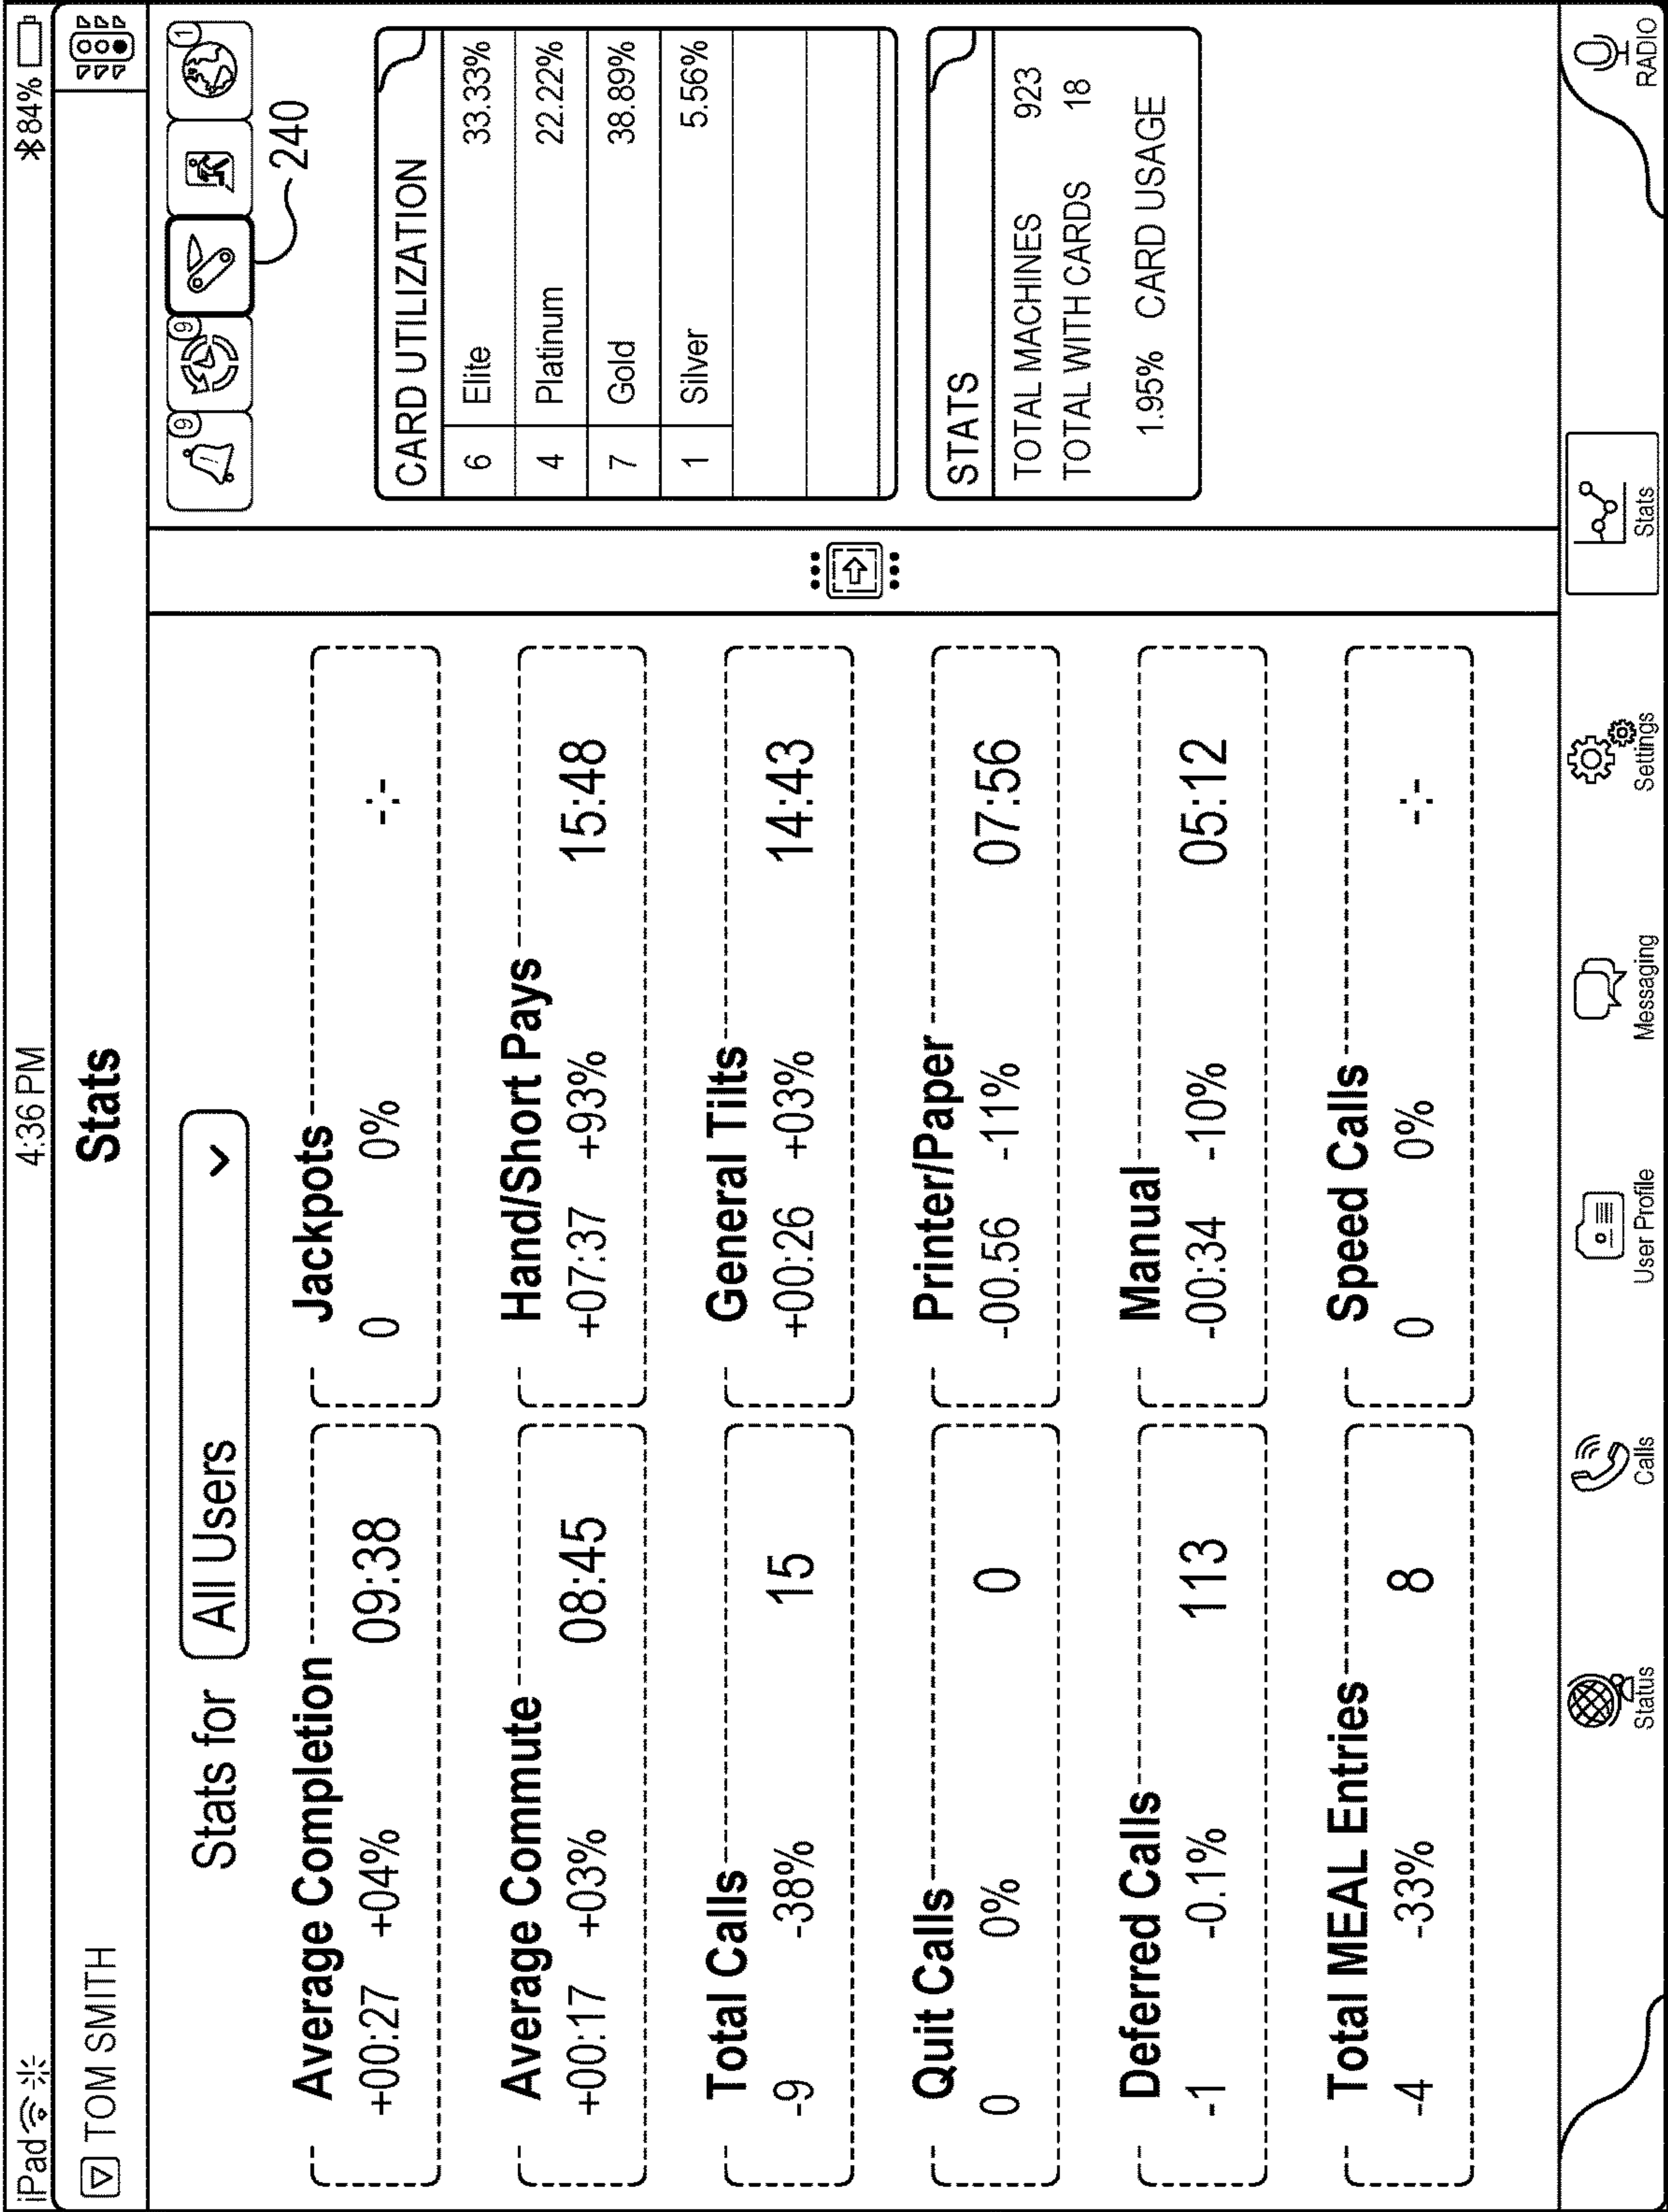 iPad 4:36 PM 84%
TOM SMITH Stats
Stats for All Users
Average Completion
+00:27 +04% 09:38
Average Commute
+00:17 +03% 08:45
Total Calls
-9 -38% 15
Quit Calls
0 0% 0
Deferred Calls
-1 -0.1% 113
Total MEAL Entries
-4 -33% 8
Jackpots
0 0% -:-
Hand/Short Pays
+07:37 +93% 15:48
General Tilts
+00:26 +03% 14:43
Printer/Paper
-00.56 -11% 07:56
Manual
-00:34 -10% 05:12
Speed Calls
0 0% -:-
9 9 1
240
CARD UTILIZATION
6 Elite 33.33%
4 Platinum 22.22%
7 Gold 38.89%
1 Silver 5.56%
STATS
TOTAL MACHINES 923
TOTAL WITH CARDS 18
1.95% CARD USAGE
Status Calls User Profile Messaging Settings Stats RADIO